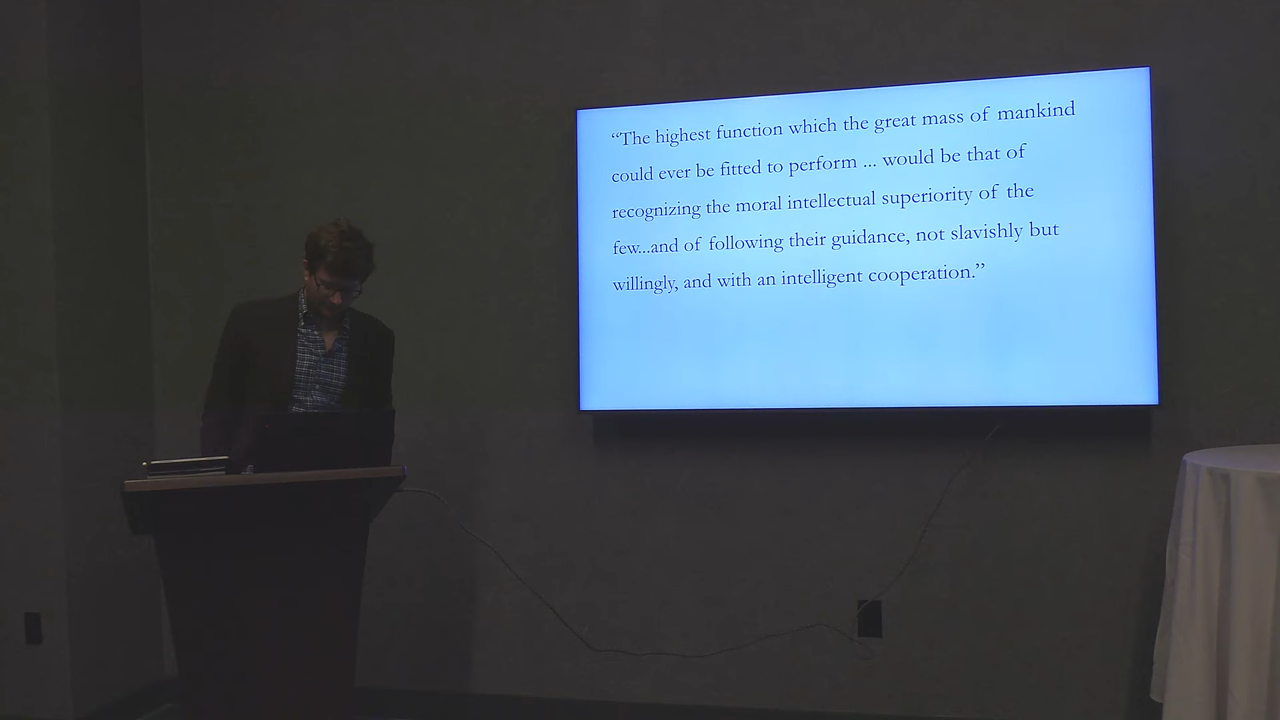 “The highest function which the great mass of mankind
could ever be fitted to perform ... would be that of
recognizing the moral intellectual superiority of the
few...and of following their guidance, not slavishly but
willingly, and with an intelligent cooperation.”